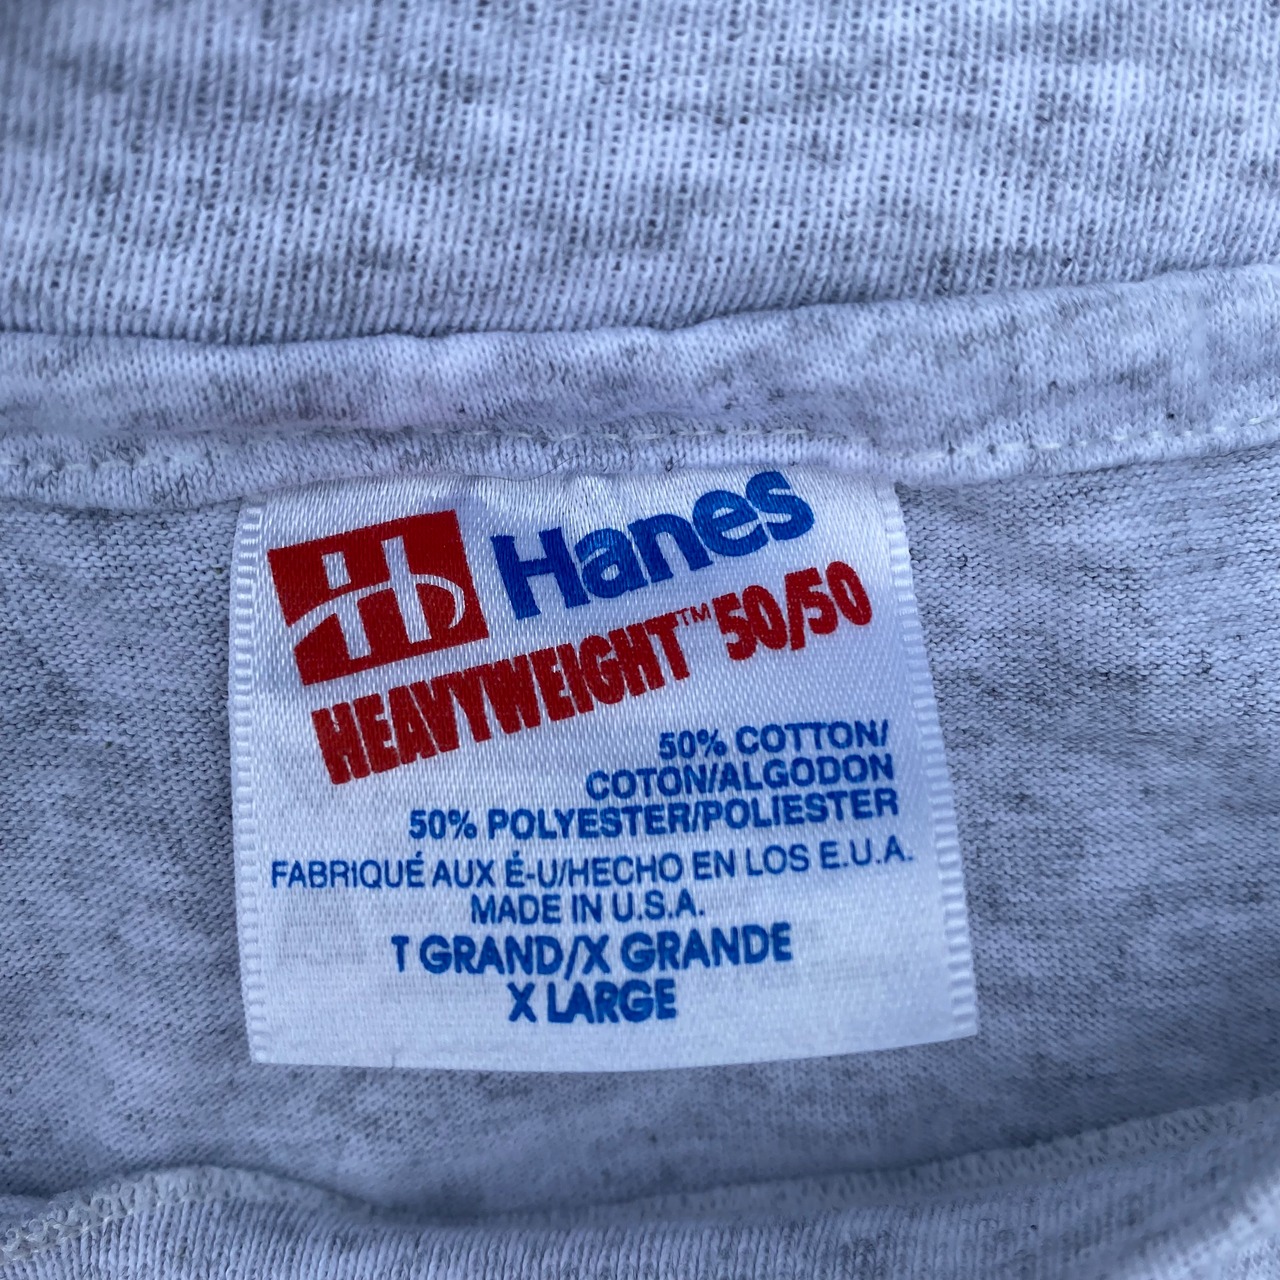 Hanes
HEAVYWEIGHT™ 50/50
50% COTTON/
COTON/ALGODON
50% POLYESTER/POLIESTER
FABRIQUÉ AUX É-U/HECHO EN LOS E.U.A.
MADE IN U.S.A.
T GRAND/X GRANDE
X LARGE